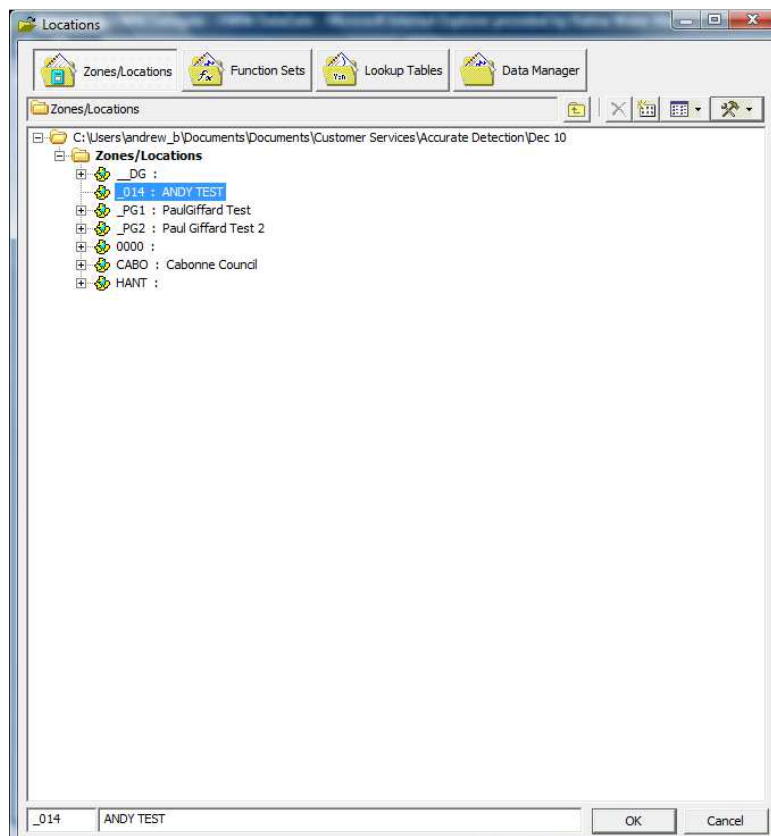 Locations
Zones/Locations Function Sets Lookup Tables Data Manager
Zones/Locations
C:\Users\andrew_b\Documents\Documents\Customer Services\Accurate Detection\Dec 10
Zones/Locations
__DG :
_014 : ANDY TEST
_PG1 : PaulGiffard Test
_PG2 : Paul Giffard Test 2
0000 :
CABO : Cabonne Council
HANT :
_014 ANDY TEST OK Cancel